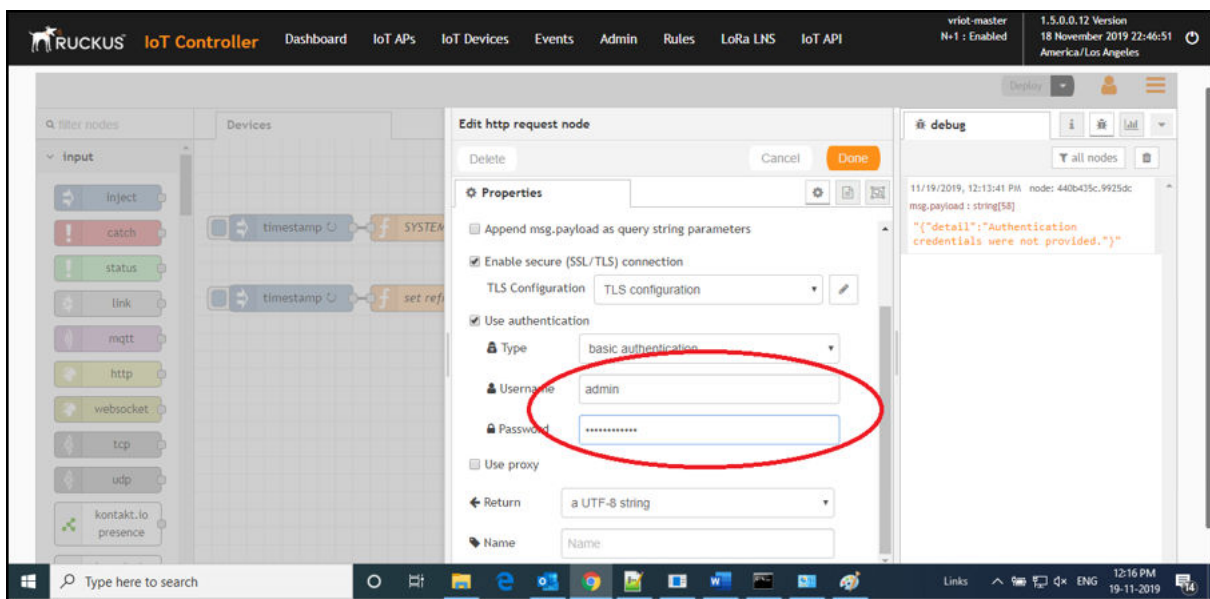 RUCKUS IoT Controller Dashboard IoT APs IoT Devices Events Admin Rules LoRa LNS IoT API
vriot-master
N+1 : Enabled
1.5.0.0.12 Version
18 November 2019 22:46:51
America/Los Angeles
Deploy
filter nodes
input
inject
catch
status
link
mqtt
http
websocket
tcp
udp
kontakt.io
presence
Devices
timestamp
SYSTEM
timestamp
set refr
Edit http request node
Delete Cancel Done
Properties
Append msg.payload as query string parameters
Enable secure (SSL/TLS) connection
TLS Configuration TLS configuration
Use authentication
Type basic authentication
Username admin
Password ••••••••••••
Use proxy
Return a UTF-8 string
Name Name
debug i
all nodes
11/19/2019, 12:13:41 PM node: 440b435c.9925dc
msg.payload : string[58]
"{"detail":"Authentication
credentials were not provided."}"
Type here to search
Links ENG 12:16 PM
19-11-2019
14